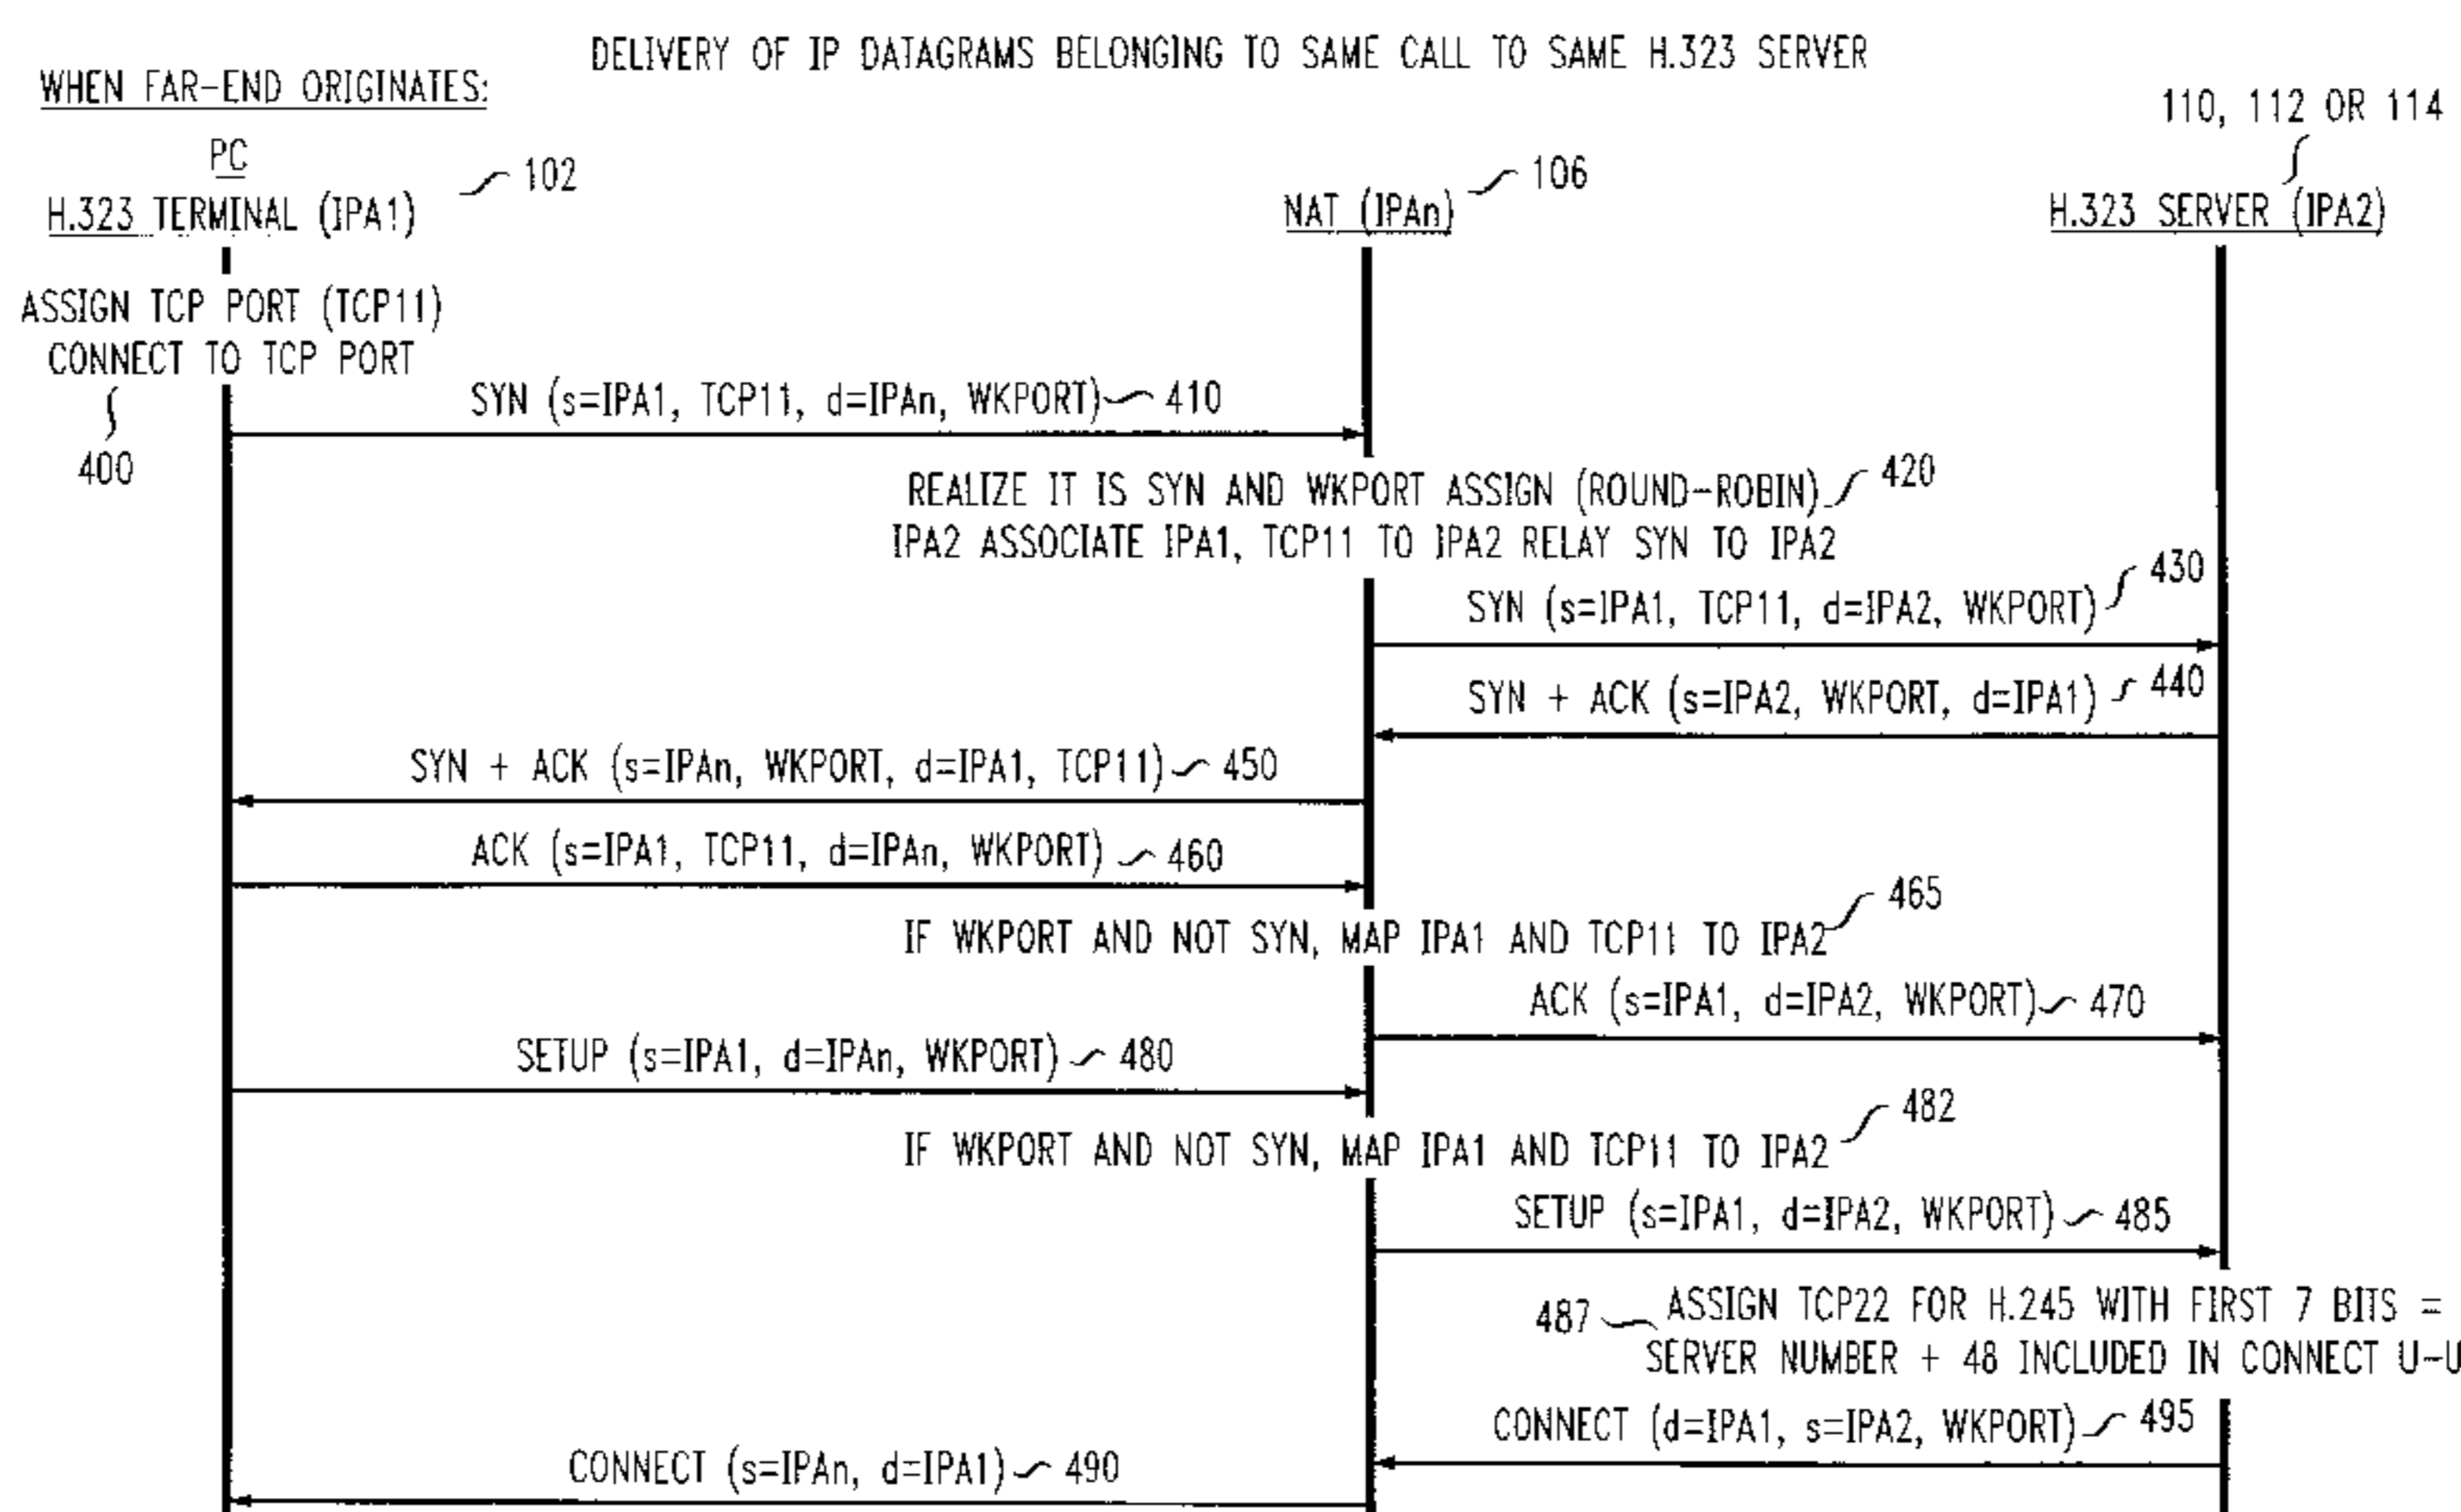 DELIVERY OF IP DATAGRAMS BELONGING TO SAME CALL TO SAME H.323 SERVER
WHEN FAR-END ORIGINATES:
110, 112 OR 114
PC
102
106
H.323 TERMINAL (IPA1)
NAT (IPAn)
H.323 SERVER (IPA2)
ASSIGN TCP PORT (TCP11)
CONNECT TO TCP PORT
400
SYN (s=IPA1, TCP11, d=IPAn, WKPORT) 410
REALIZE IT IS SYN AND WKPORT ASSIGN (ROUND-ROBIN) 420
IPA2 ASSOCIATE IPA1, TCP11 TO IPA2 RELAY SYN TO IPA2
SYN (s=IPA1, TCP11, d=IPA2, WKPORT) 430
SYN + ACK (s=IPA2, WKPORT, d=IPA1) 440
SYN + ACK (s=IPAn, WKPORT, d=IPA1, TCP11) 450
ACK (s=IPA1, TCP11, d=IPAn, WKPORT) 460
IF WKPORT AND NOT SYN, MAP IPA1 AND TCP11 TO IPA2 465
ACK (s=IPA1, d=IPA2, WKPORT) 470
SETUP (s=IPA1, d=IPAn, WKPORT) 480
IF WKPORT AND NOT SYN, MAP IPA1 AND TCP11 TO IPA2 482
SETUP (s=IPA1, d=IPA2, WKPORT) 485
487 ASSIGN TCP22 FOR H.245 WITH FIRST 7 BITS =
SERVER NUMBER + 48 INCLUDED IN CONNECT U-U
CONNECT (d=IPA1, s=IPA2, WKPORT) 495
CONNECT (s=IPAn, d=IPA1) 490